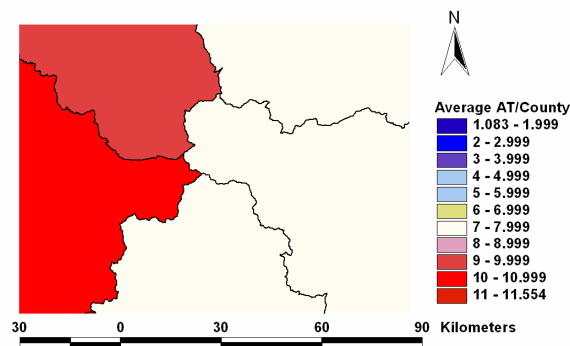 N
Average AT/County
1.083 - 1.999
2 - 2.999
3 - 3.999
4 - 4.999
5 - 5.999
6 - 6.999
7 - 7.999
8 - 8.999
9 - 9.999
10 - 10.999
11 - 11.554
30 0 30 60 90 Kilometers